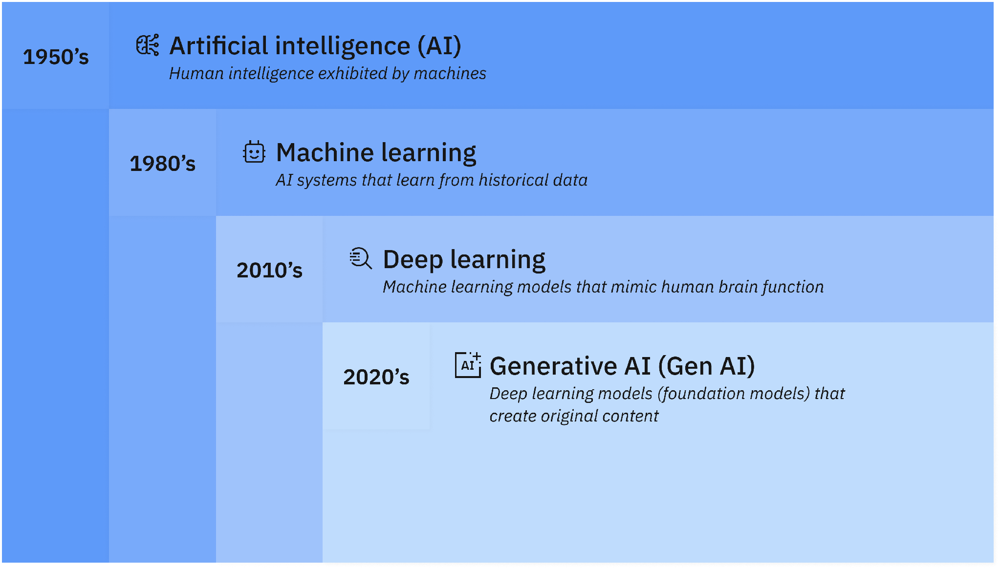 1950’s
Artificial intelligence (AI)
Human intelligence exhibited by machines
1980’s
Machine learning
AI systems that learn from historical data
2010’s
Deep learning
Machine learning models that mimic human brain function
2020’s
AI
Generative AI (Gen AI)
Deep learning models (foundation models) that
create original content